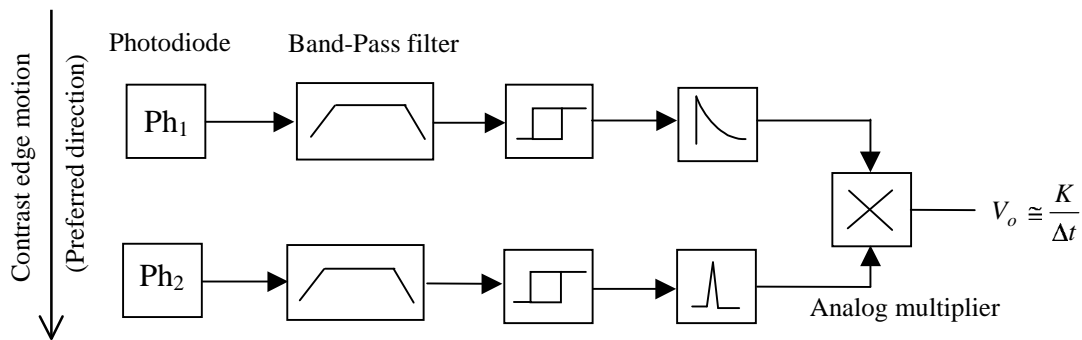 Contrast edge motion
(Preferred direction)
Photodiode
Band-Pass filter
Ph₁
Ph₂
V_o ≅ K/Δt
Analog multiplier